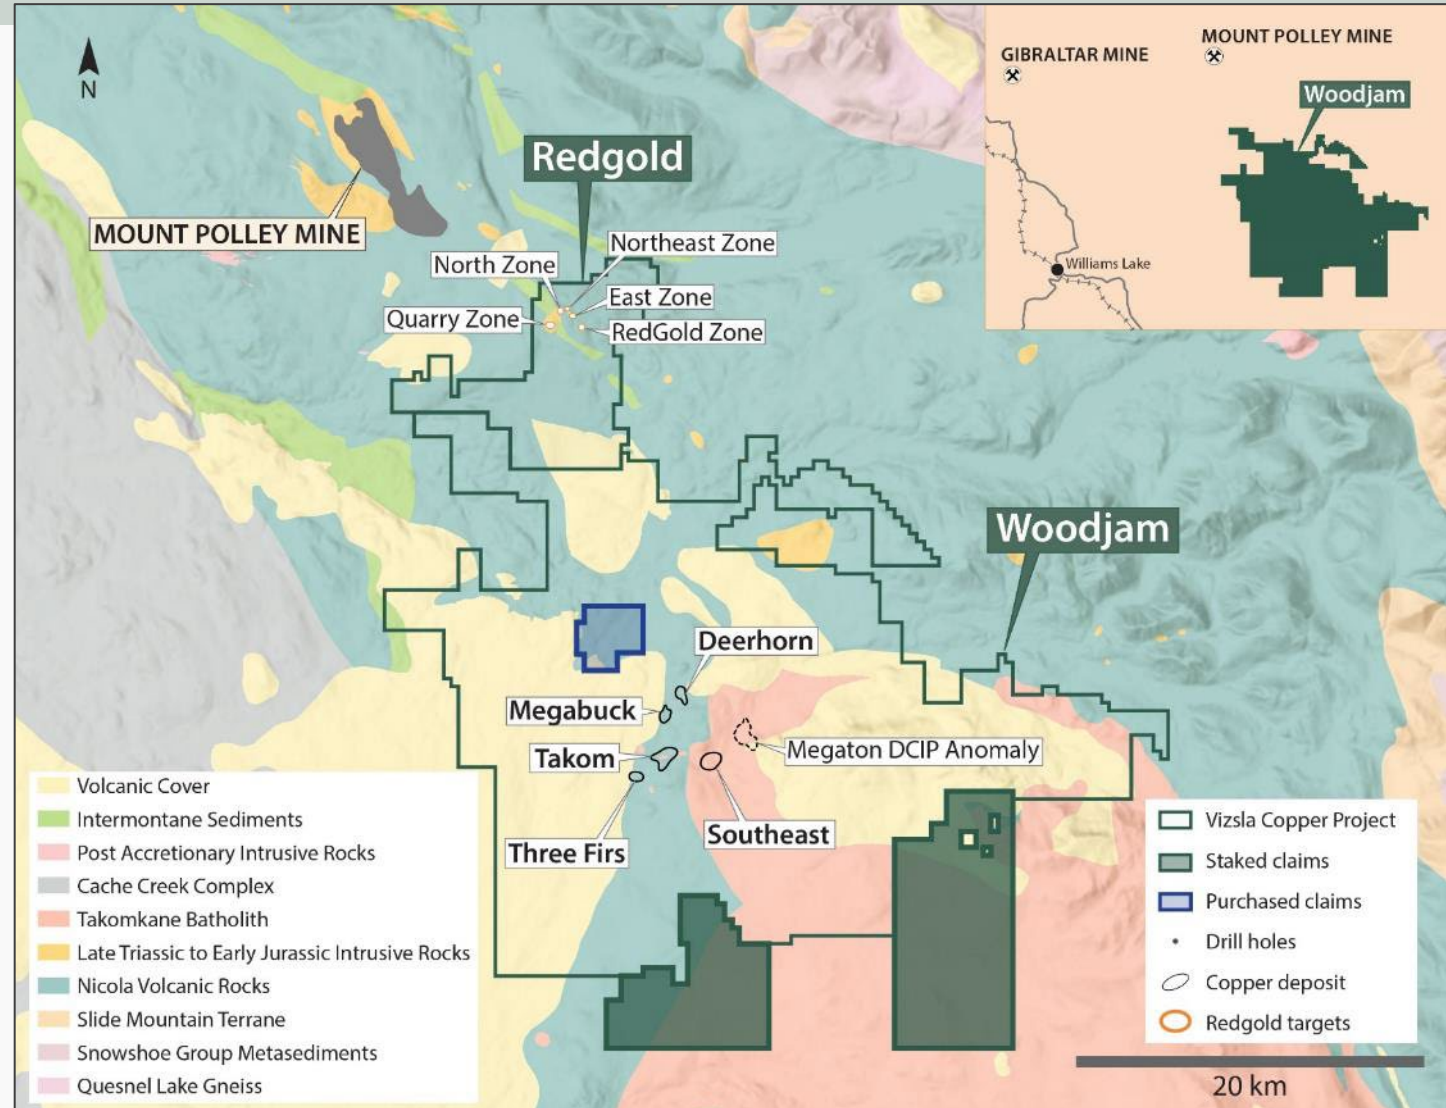 N
MOUNT POLLEY MINE
Redgold
North Zone
Northeast Zone
East Zone
Quarry Zone
RedGold Zone
GIBRALTAR MINE
MOUNT POLLEY MINE
Woodjam
Williams Lake
Woodjam
Deerhorn
Megabuck
Takom
Megaton DCIP Anomaly
Three Firs
Southeast
Volcanic Cover
Intermontane Sediments
Post Accretionary Intrusive Rocks
Cache Creek Complex
Takomkane Batholith
Late Triassic to Early Jurassic Intrusive Rocks
Nicola Volcanic Rocks
Slide Mountain Terrane
Snowshoe Group Metasediments
Quesnel Lake Gneiss
Vizsla Copper Project
Staked claims
Purchased claims
Drill holes
Copper deposit
Redgold targets
20 km